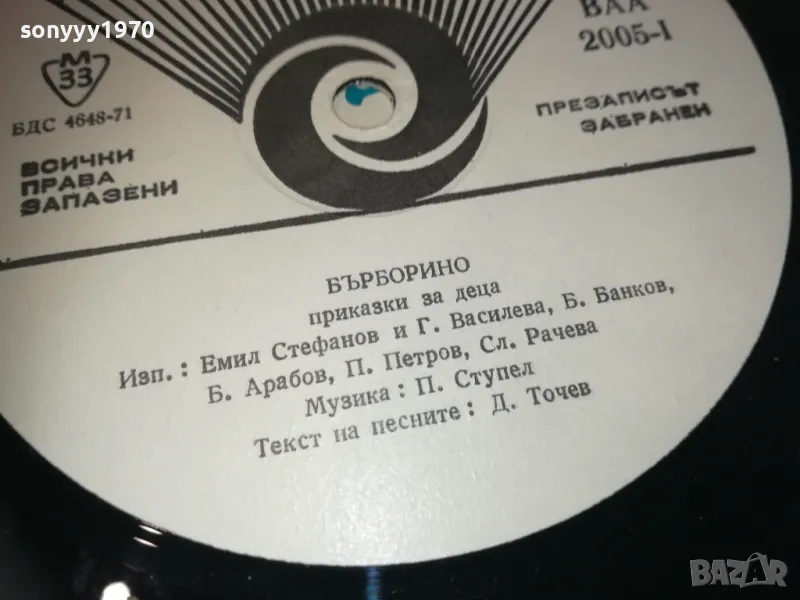 sonyyy1970
М
33
БДС 4648-71
ВСИЧКИ
ПРАВА
ЗАПАЗЕНИ
ВАА
2005-I
ПРЕЗАПИСЪТ
ЗАБРАНЕН
БЪРБОРИНО
приказки за деца
Изп.: Емил Стефанов и Г. Василева, Б. Банков,
Б. Арабов, П. Петров, Сл. Рачева
Музика: П. Ступел
Текст на песните: Д. Точев
BAZAR